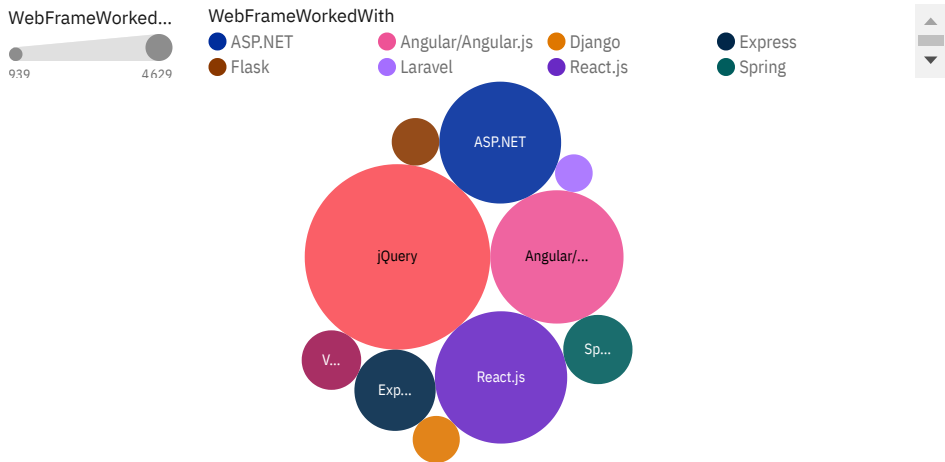 WebFrameWorked...
939
4629
WebFrameWorkedWith
ASP.NET Angular/Angular.js Django Express
Flask Laravel React.js Spring
ASP.NET
jQuery Angular/...
V... Exp... React.js Sp...